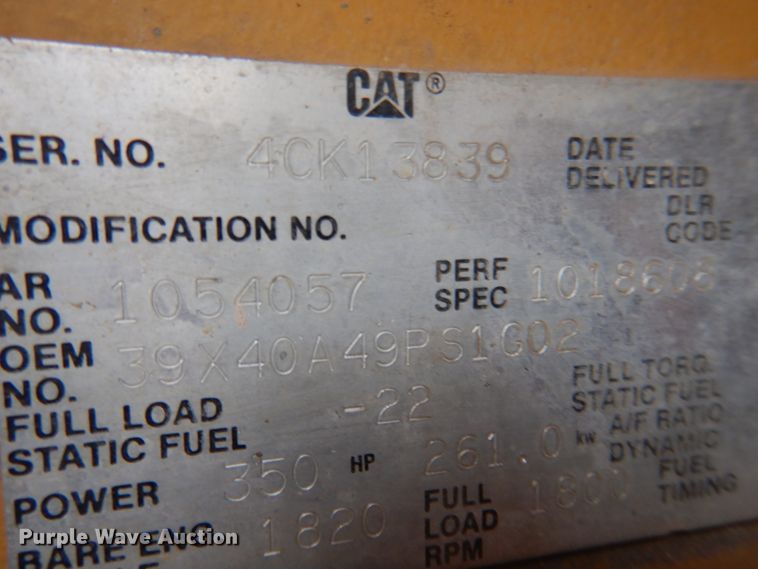 CAT®
SER. NO. 4CK13839 DATE
DELIVERED
MODIFICATION NO. DLR
CODE
AR
NO. 1054057 PERF
SPEC 1018606
OEM
NO. 39X40A49PS1G02
FULL LOAD
STATIC FUEL -22 FULL TORQ.
STATIC FUEL
POWER 350 HP 261.0 kw A/F RATIO
DYNAMIC
BARE ENG 1820 FULL
LOAD
RPM 1800 FUEL
TIMING
Purple Wave Auction